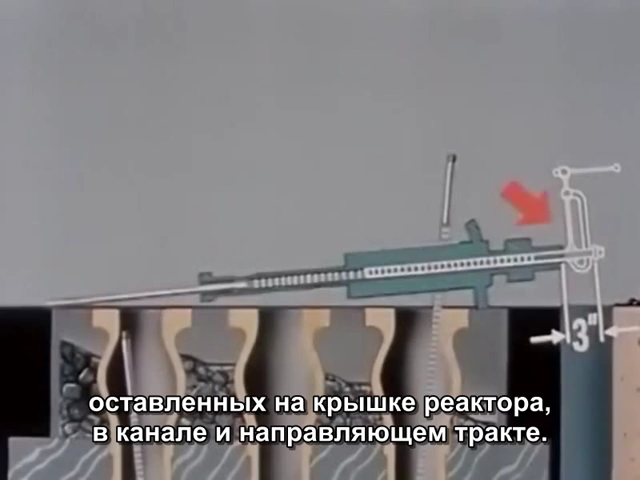 3"
оставленных на крышке реактора,
в канале и направляющем тракте.